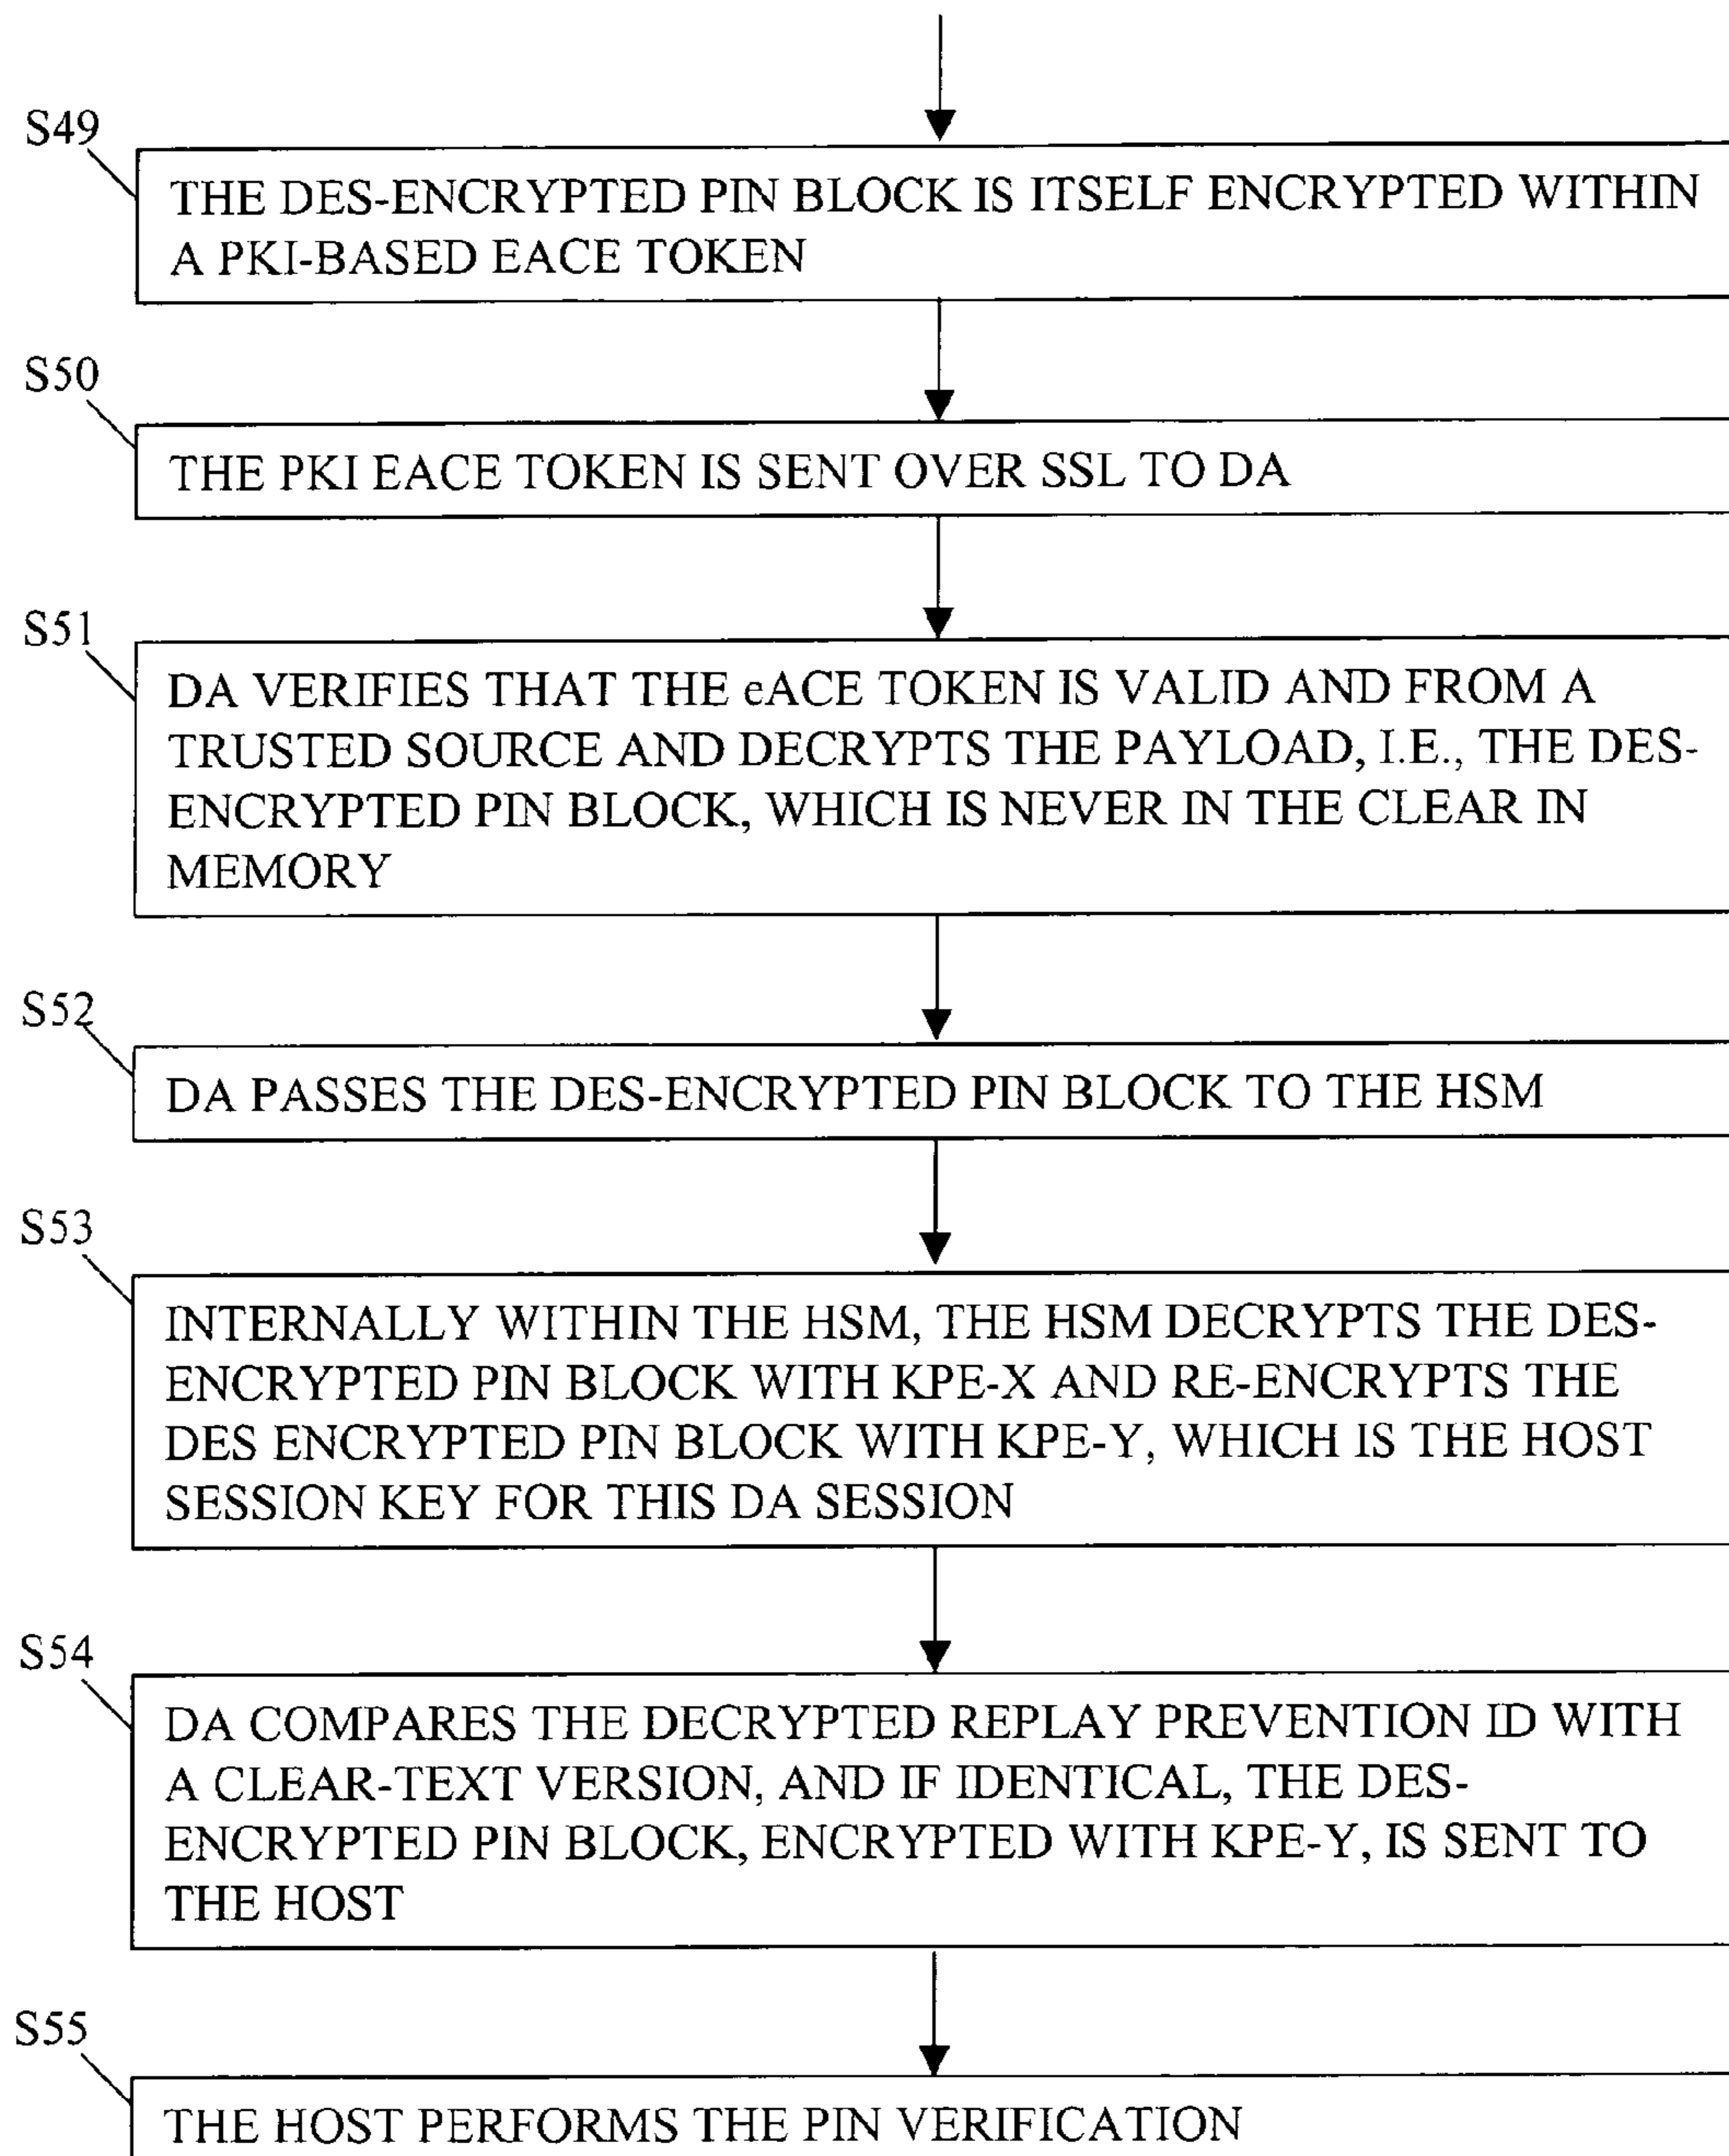 S49
THE DES-ENCRYPTED PIN BLOCK IS ITSELF ENCRYPTED WITHIN
A PKI-BASED EACE TOKEN
S50
THE PKI EACE TOKEN IS SENT OVER SSL TO DA
S51
DA VERIFIES THAT THE eACE TOKEN IS VALID AND FROM A
TRUSTED SOURCE AND DECRYPTS THE PAYLOAD, I.E., THE DES-
ENCRYPTED PIN BLOCK, WHICH IS NEVER IN THE CLEAR IN
MEMORY
S52
DA PASSES THE DES-ENCRYPTED PIN BLOCK TO THE HSM
S53
INTERNALLY WITHIN THE HSM, THE HSM DECRYPTS THE DES-
ENCRYPTED PIN BLOCK WITH KPE-X AND RE-ENCRYPTS THE
DES ENCRYPTED PIN BLOCK WITH KPE-Y, WHICH IS THE HOST
SESSION KEY FOR THIS DA SESSION
S54
DA COMPARES THE DECRYPTED REPLAY PREVENTION ID WITH
A CLEAR-TEXT VERSION, AND IF IDENTICAL, THE DES-
ENCRYPTED PIN BLOCK, ENCRYPTED WITH KPE-Y, IS SENT TO
THE HOST
S55
THE HOST PERFORMS THE PIN VERIFICATION